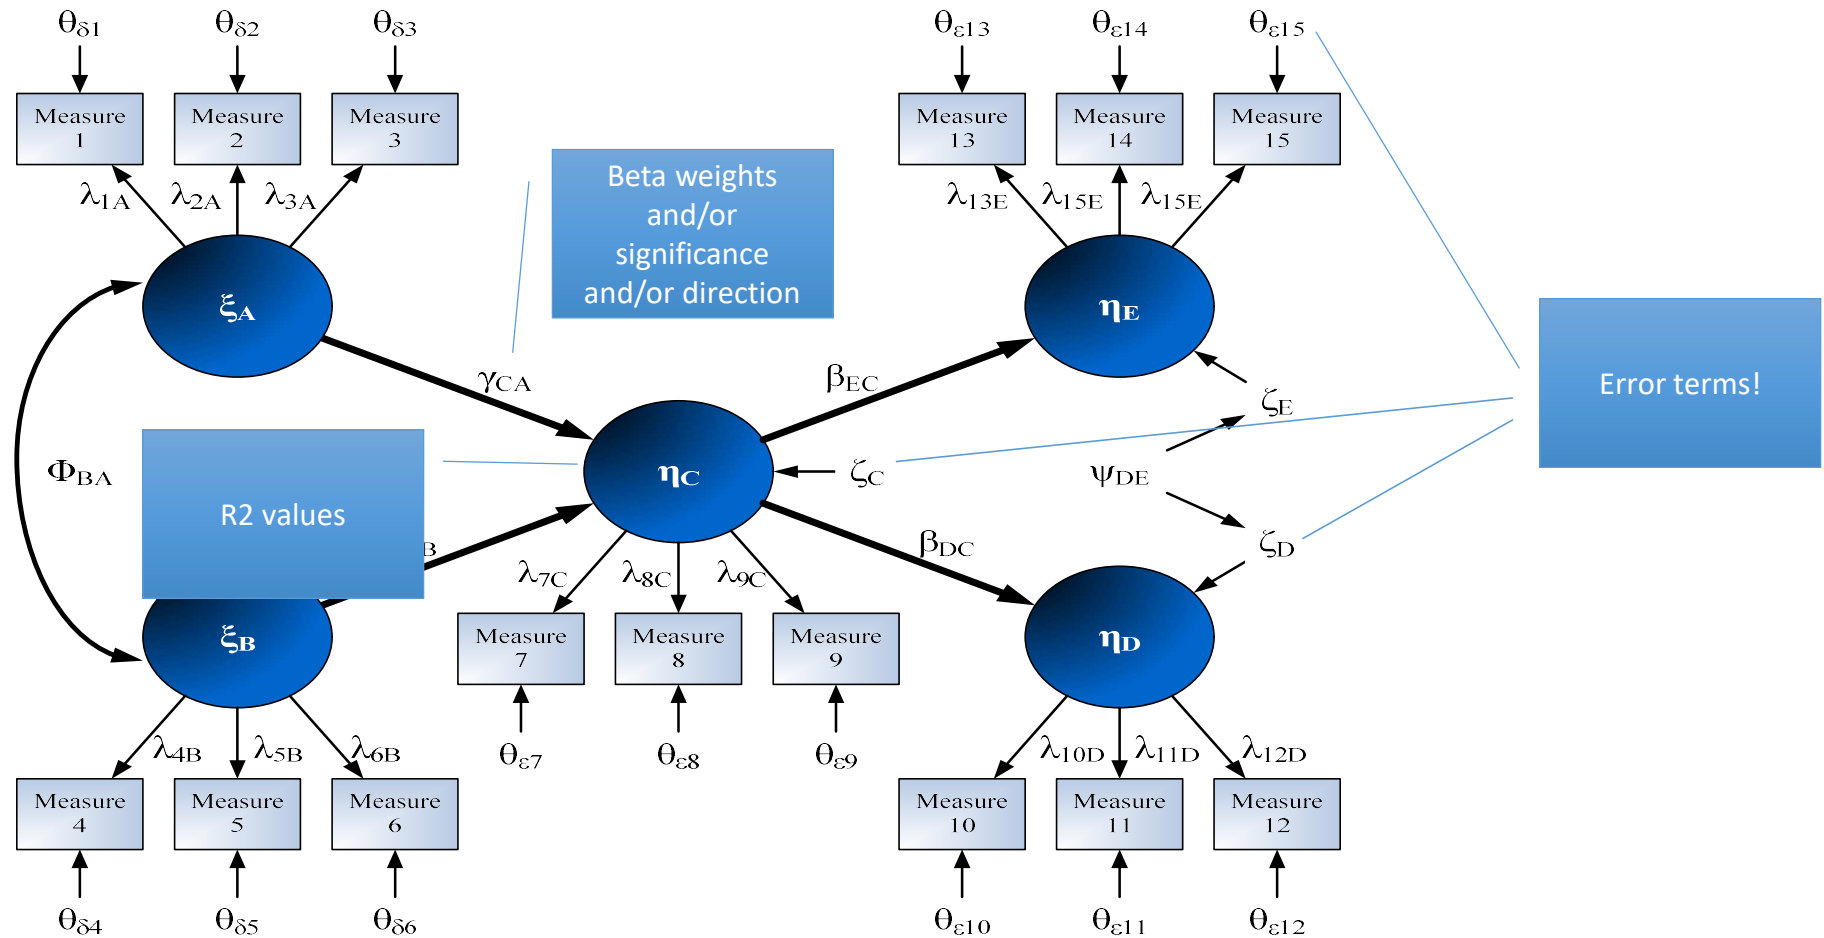 θδ1 θδ2 θδ3 θε13 θε14 θε15
Measure 1
Measure 2
Measure 3
Measure 13
Measure 14
Measure 15
λ1A λ2A λ3A λ13E λ15E λ15E
Beta weights
and/or
significance
and/or direction
ξA
ηE
Error terms!
γCA
βEC
ζE
ΦBA
R2 values
ηC
ζC
ψDE
B
βDC
ζD
λ7C λ8C λ9C
ξB
Measure 7
Measure 8
Measure 9
ηD
λ4B λ5B λ6B
θε7 θε8 θε9
λ10D λ11D λ12D
Measure 4
Measure 5
Measure 6
Measure 10
Measure 11
Measure 12
θδ4 θδ5 θδ6 θε10 θε11 θε12